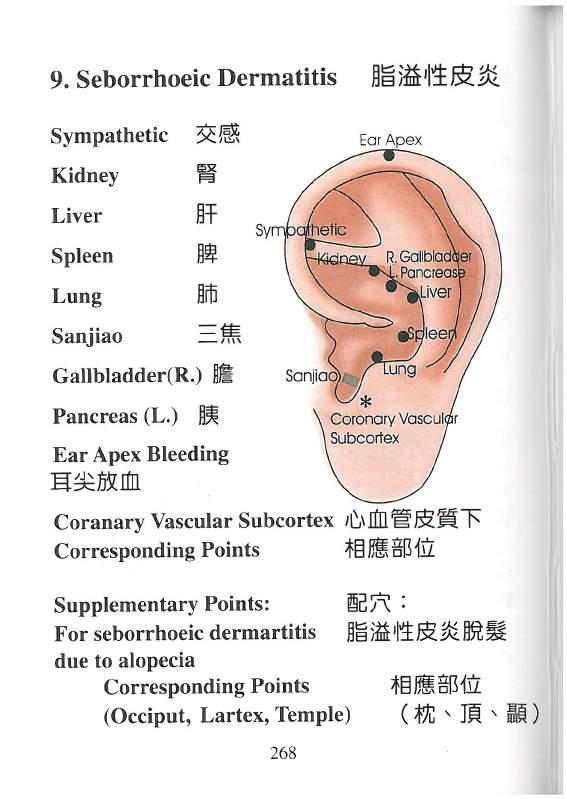 9. Seborrhoeic Dermatitis 脂溢性皮炎
Sympathetic 交感
Kidney 腎
Liver 肝
Spleen 脾
Lung 肺
Sanjiao 三焦
Gallbladder(R.) 膽
Pancreas (L.) 胰
Ear Apex Bleeding
耳尖放血
Coranary Vascular Subcortex 心血管皮質下
Corresponding Points 相應部位
Ear Apex
Sympathetic
Kidney
R. Gallbladder
L. Pancrease
Liver
Spleen
Lung
Sanjiao
*
Coronary Vascular
Subcortex
Supplementary Points: 配穴：
For seborrhoeic dermartitis 脂溢性皮炎脫髮
due to alopecia
Corresponding Points 相應部位
(Occiput, Lartex, Temple) （枕、頂、顳）
268